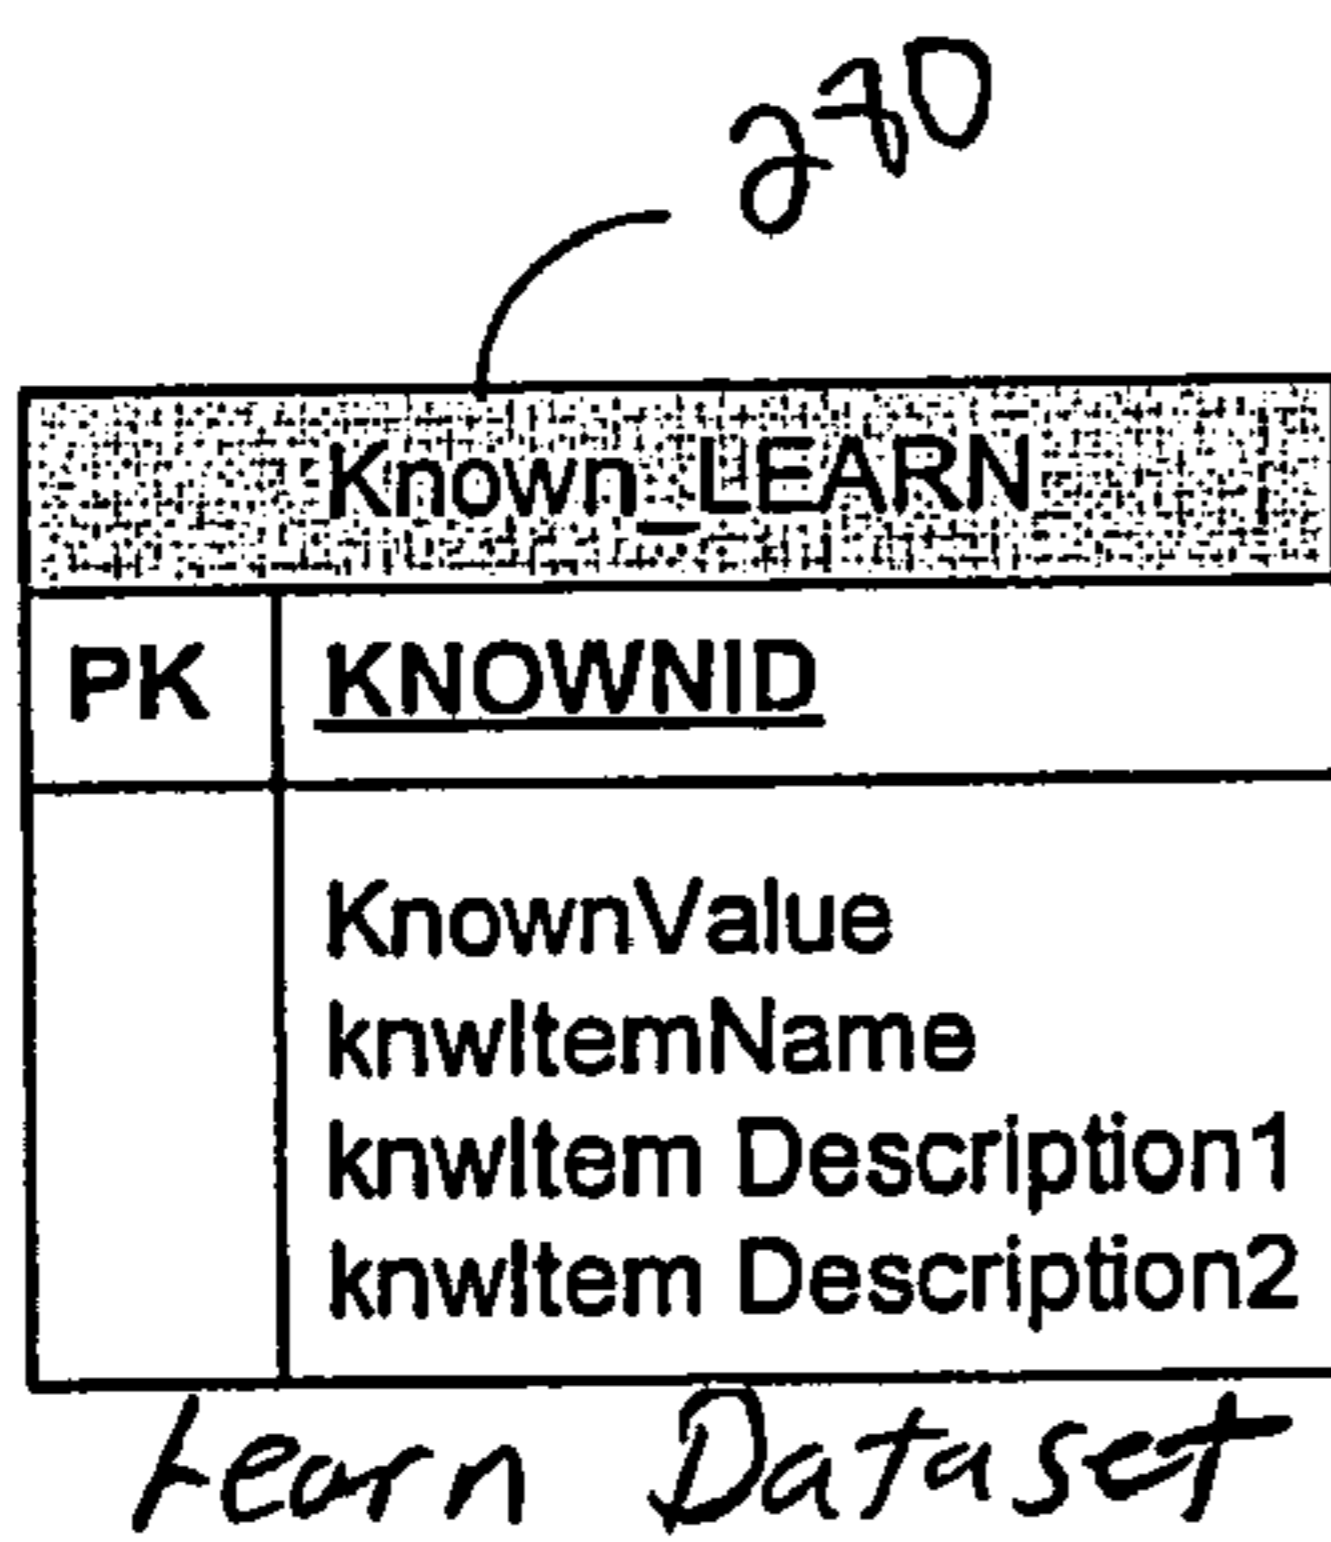 270
Known_LEARN
PK KNOWNID
KnownValue
knwItemName
knwItem Description1
knwItem Description2
Learn Dataset